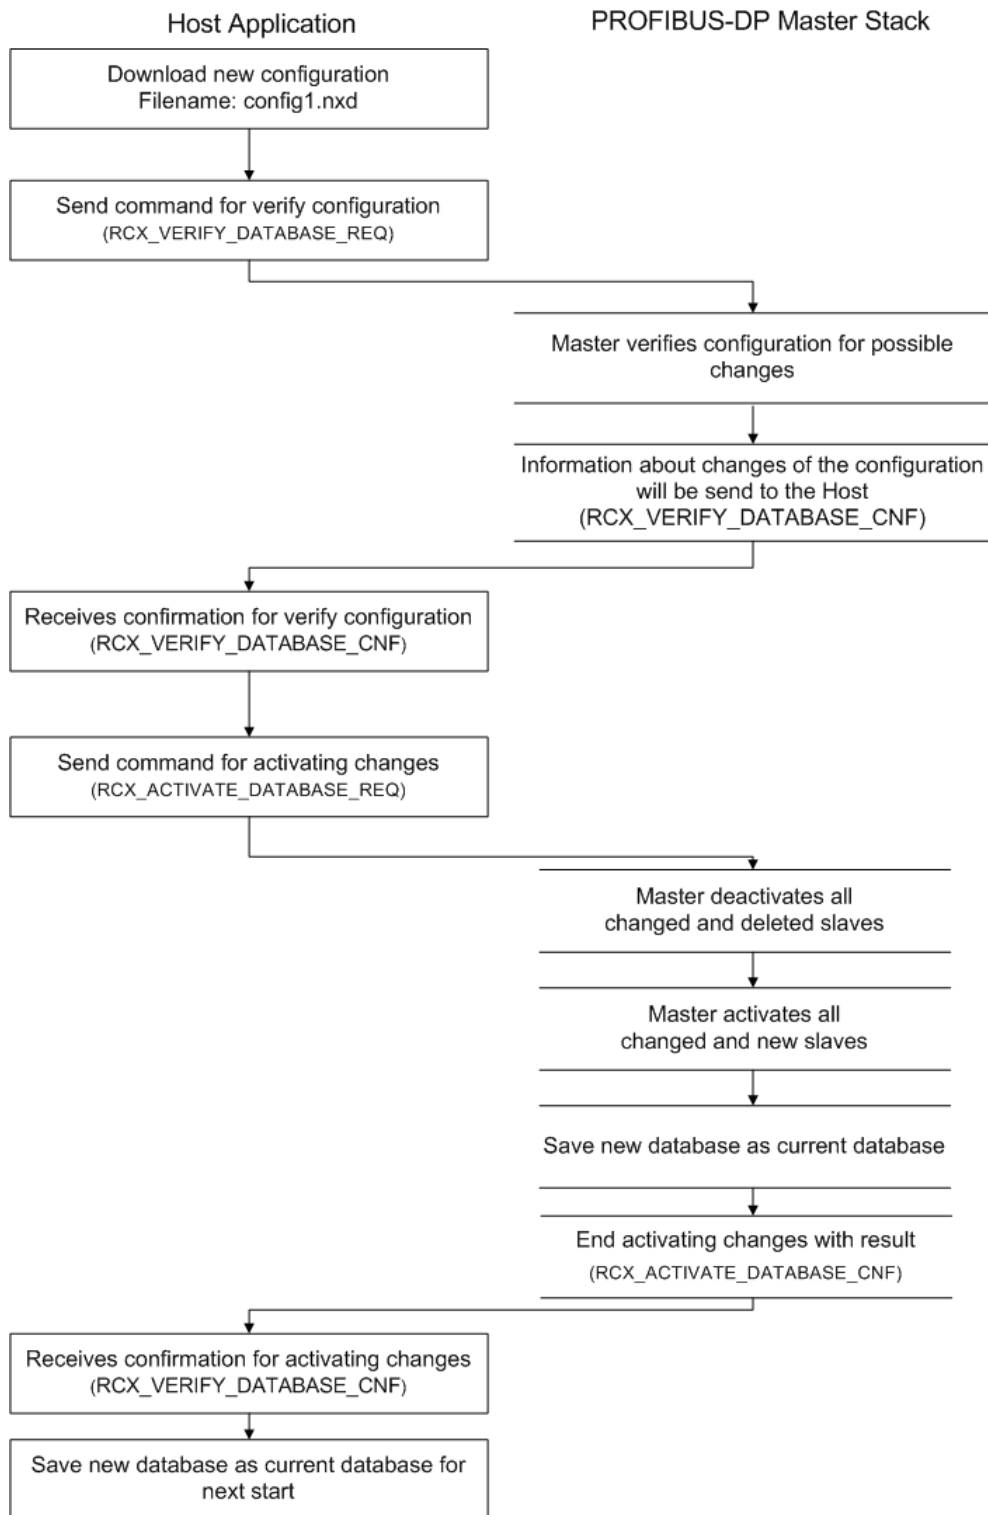 Host Application
PROFIBUS-DP Master Stack
Download new configuration
Filename: config1.nxd
Send command for verify configuration
(RCX_VERIFY_DATABASE_REQ)
Master verifies configuration for possible
changes
Information about changes of the configuration
will be send to the Host
(RCX_VERIFY_DATABASE_CNF)
Receives confirmation for verify configuration
(RCX_VERIFY_DATABASE_CNF)
Send command for activating changes
(RCX_ACTIVATE_DATABASE_REQ)
Master deactivates all
changed and deleted slaves
Master activates all
changed and new slaves
Save new database as current database
End activating changes with result
(RCX_ACTIVATE_DATABASE_CNF)
Receives confirmation for activating changes
(RCX_VERIFY_DATABASE_CNF)
Save new database as current database for
next start